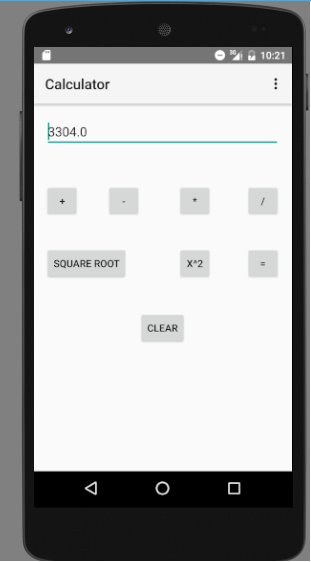 10:21
Calculator
3304.0
+ - * /
SQUARE ROOT X^2 =
CLEAR